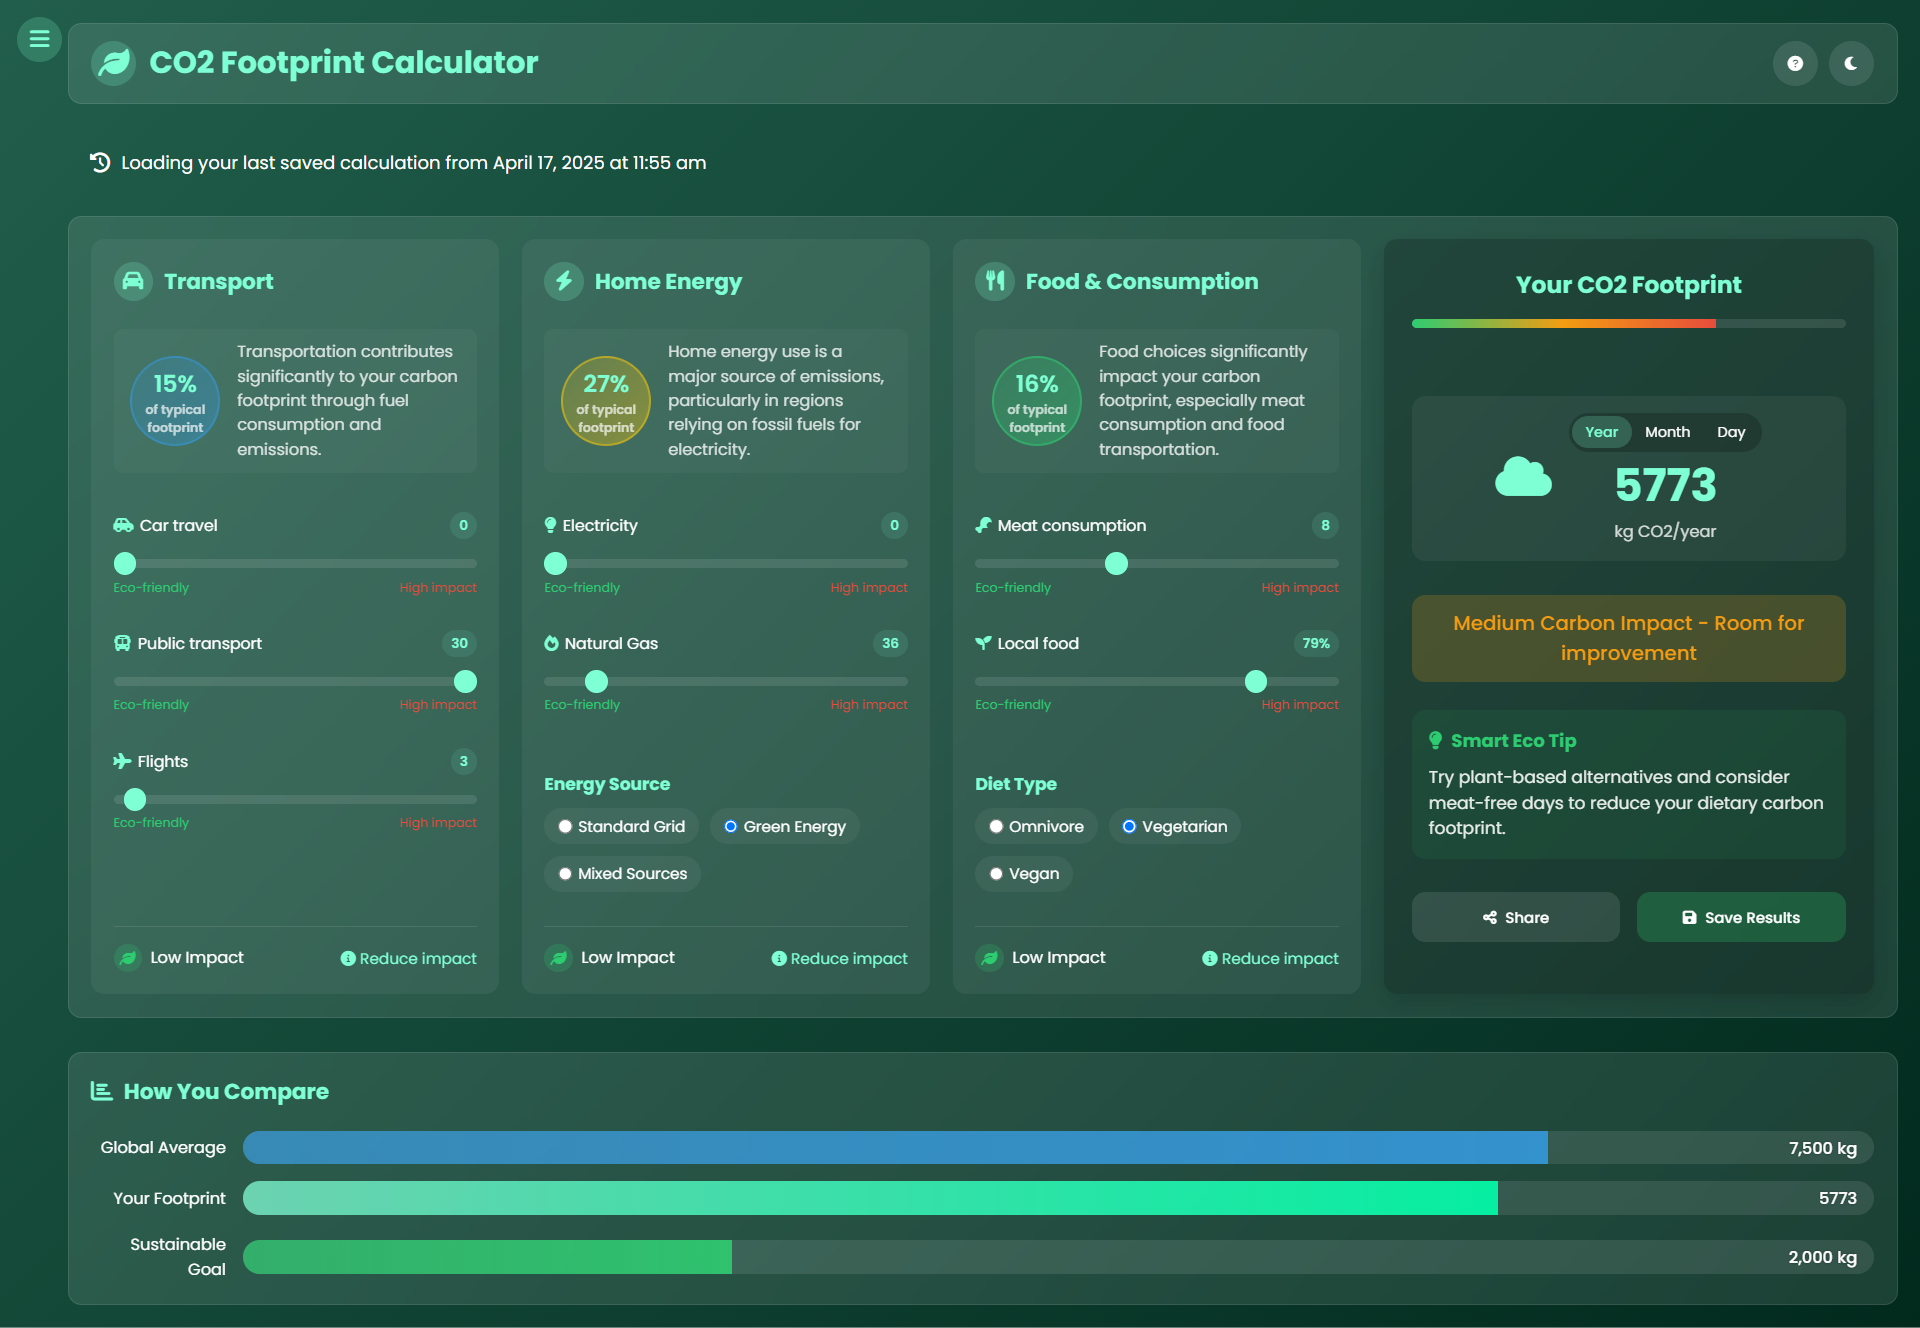 CO2 Footprint Calculator
Loading your last saved calculation from April 17, 2025 at 11:55 am
Transport
15%
of typical
footprint
Transportation contributes
significantly to your carbon
footprint through fuel
consumption and
emissions.
Car travel
0
Eco-friendly
High impact
Public transport
30
Eco-friendly
High impact
Flights
3
Eco-friendly
High impact
Low Impact
Reduce impact
Home Energy
27%
of typical
footprint
Home energy use is a
major source of emissions,
particularly in regions
relying on fossil fuels for
electricity.
Electricity
0
Eco-friendly
High impact
Natural Gas
36
Eco-friendly
High impact
Energy Source
Standard Grid
Green Energy
Mixed Sources
Low Impact
Reduce impact
Food & Consumption
16%
of typical
footprint
Food choices significantly
impact your carbon
footprint, especially meat
consumption and food
transportation.
Meat consumption
8
Eco-friendly
High impact
Local food
79%
Eco-friendly
High impact
Diet Type
Omnivore
Vegetarian
Vegan
Low Impact
Reduce impact
Your CO2 Footprint
Year
Month
Day
5773
kg CO2/year
Medium Carbon Impact - Room for
improvement
Smart Eco Tip
Try plant-based alternatives and consider
meat-free days to reduce your dietary carbon
footprint.
Share
Save Results
How You Compare
Global Average
7,500 kg
Your Footprint
5773
Sustainable
Goal
2,000 kg